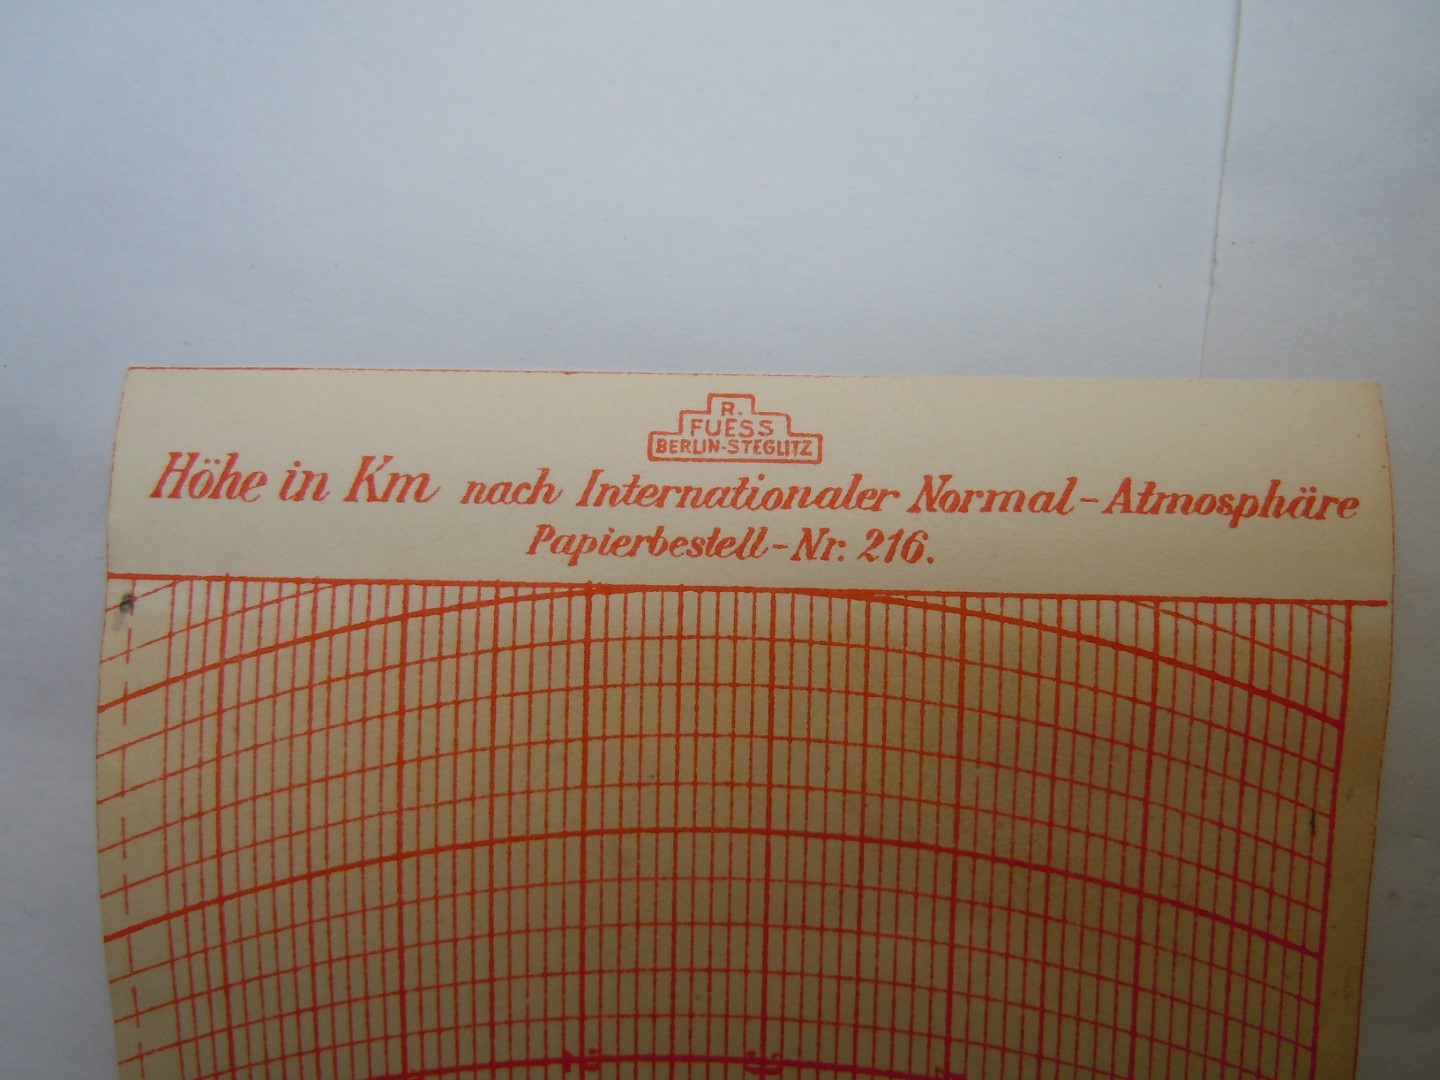 R.
FUESS
BERLIN-STEGLITZ
Höhe in Km nach Internationaler Normal-Atmosphäre
Papierbestell-Nr. 216.